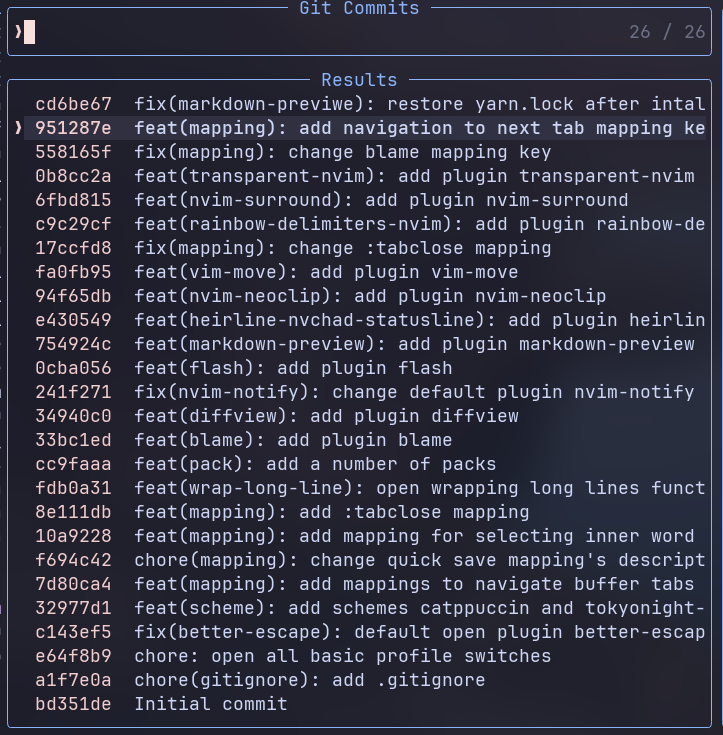 Git Commits
❯ 26 / 26
Results
cd6be67 fix(markdown-previwe): restore yarn.lock after intal
❯ 951287e feat(mapping): add navigation to next tab mapping ke
558165f fix(mapping): change blame mapping key
0b8cc2a feat(transparent-nvim): add plugin transparent-nvim
6fbd815 feat(nvim-surround): add plugin nvim-surround
c9c29cf feat(rainbow-delimiters-nvim): add plugin rainbow-de
17ccfd8 fix(mapping): change :tabclose mapping
fa0fb95 feat(vim-move): add plugin vim-move
94f65db feat(nvim-neoclip): add plugin nvim-neoclip
e430549 feat(heirline-nvchad-statusline): add plugin heirlin
754924c feat(markdown-preview): add plugin markdown-preview
0cba056 feat(flash): add plugin flash
241f271 fix(nvim-notify): change default plugin nvim-notify
34940c0 feat(diffview): add plugin diffview
33bc1ed feat(blame): add plugin blame
cc9faaa feat(pack): add a number of packs
fdb0a31 feat(wrap-long-line): open wrapping long lines funct
8e111db feat(mapping): add :tabclose mapping
10a9228 feat(mapping): add mapping for selecting inner word
f694c42 chore(mapping): change quick save mapping's descript
7d80ca4 feat(mapping): add mappings to navigate buffer tabs
32977d1 feat(scheme): add schemes catppuccin and tokyonight-
c143ef5 fix(better-escape): default open plugin better-escap
e64f8b9 chore: open all basic profile switches
a1f7e0a chore(gitignore): add .gitignore
bd351de Initial commit